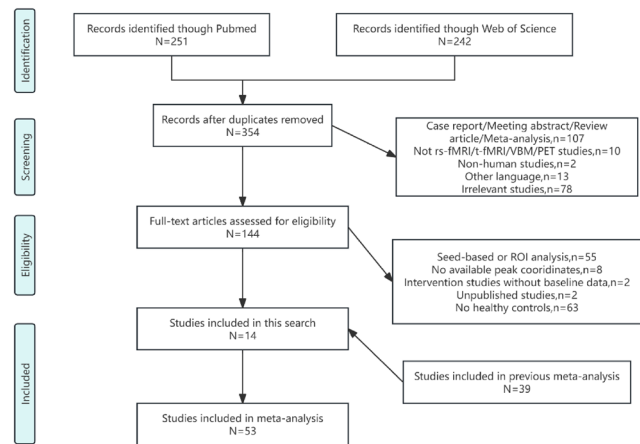 Identification
Records identified though Pubmed
N=251
Records identified though Web of Science
N=242
Screening
Records after duplicates removed
N=354
Case report/Meeting abstract/Review
article/Meta-analysis,n=107
Not rs-fMRI/t-fMRI/VBM/PET studies,n=10
Non-human studies,n=2
Other language,n=13
Irrelevant studies,n=78
Eligibility
Full-text articles assessed for eligibility
N=144
Seed-based or ROI analysis,n=55
No available peak coordinates,n=8
Intervention studies without baseline data,n=2
Unpublished studies,n=2
No healthy controls,n=63
Included
Studies included in this search
N=14
Studies included in previous meta-analysis
N=39
Studies included in meta-analysis
N=53